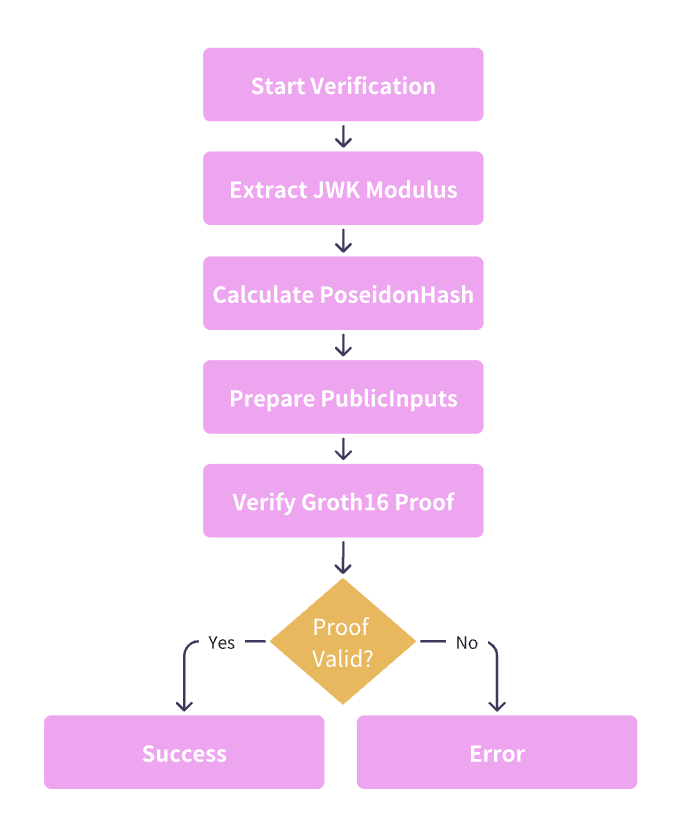 Start Verification
Extract JWK Modulus
Calculate PoseidonHash
Prepare PublicInputs
Verify Groth16 Proof
Proof
Valid?
Yes
No
Success
Error